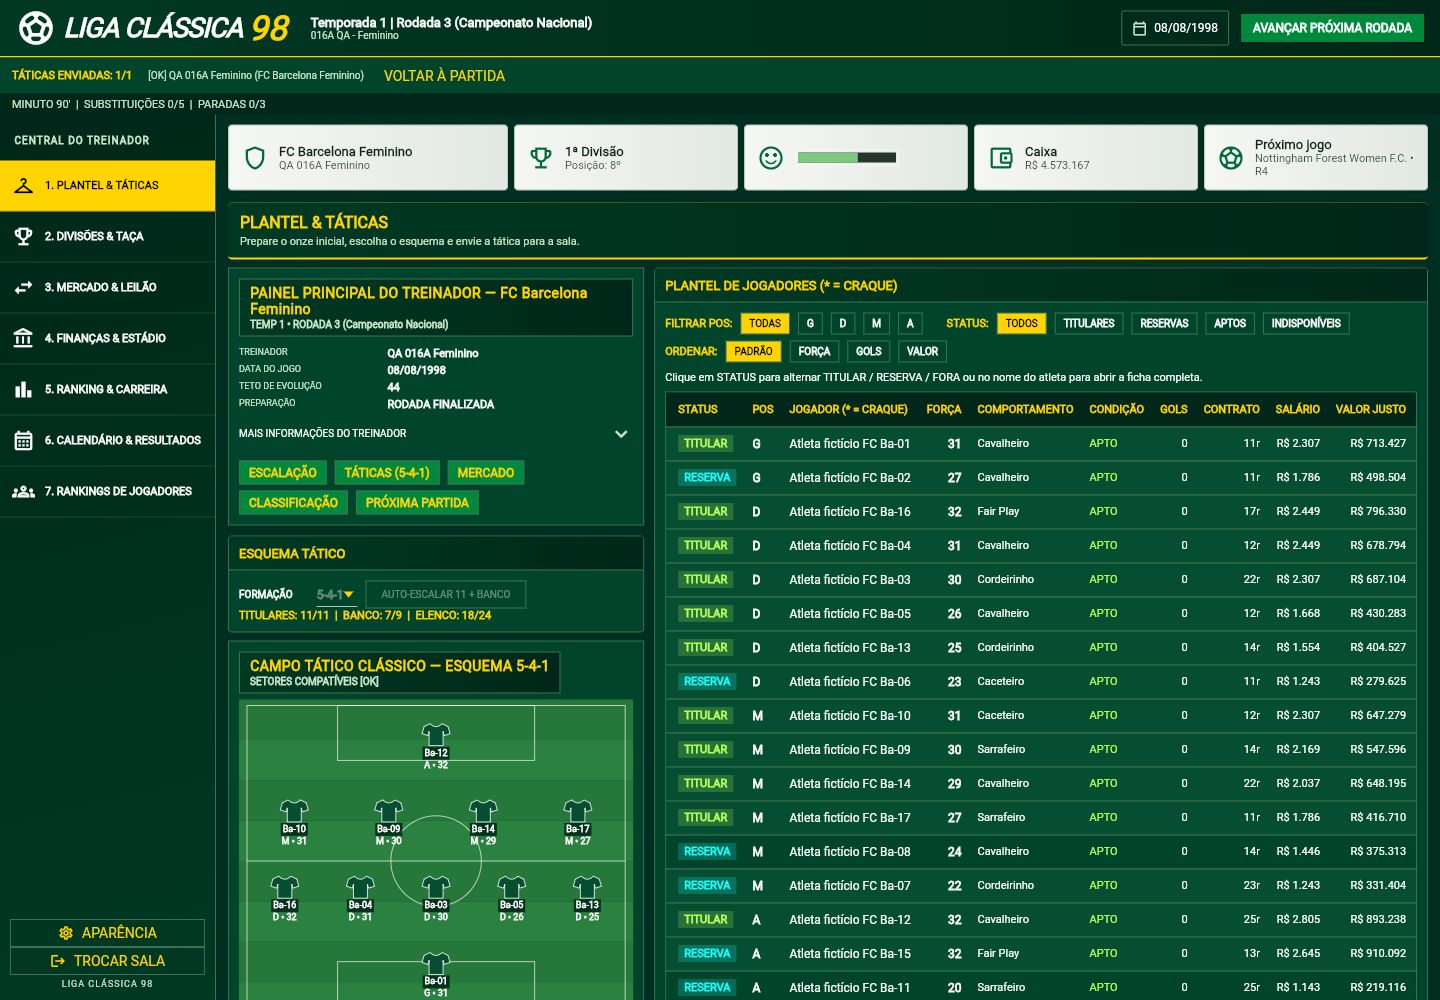 LIGA CLÁSSICA 98
Temporada 1 | Rodada 3 (Campeonato Nacional)
016A QA - Feminino
08/08/1998
AVANÇAR PRÓXIMA RODADA
TÁTICAS ENVIADAS: 1/1
[OK] QA 016A Feminino (FC Barcelona Feminino)
VOLTAR À PARTIDA
MINUTO 90' | SUBSTITUIÇÕES 0/5 | PARADAS 0/3
CENTRAL DO TREINADOR
1. PLANTEL & TÁTICAS
2. DIVISÕES & TAÇA
3. MERCADO & LEILÃO
4. FINANÇAS & ESTÁDIO
5. RANKING & CARREIRA
6. CALENDÁRIO & RESULTADOS
7. RANKINGS DE JOGADORES
APARÊNCIA
TROCAR SALA
LIGA CLÁSSICA 98
FC Barcelona Feminino
QA 016A Feminino
1ª Divisão
Posição: 8º
Caixa
R$ 4.573.167
Próximo jogo
Nottingham Forest Women F.C. •
R4
PLANTEL & TÁTICAS
Prepare o onze inicial, escolha o esquema e envie a tática para a sala.
PAINEL PRINCIPAL DO TREINADOR — FC Barcelona
Feminino
TEMP 1 • RODADA 3 (Campeonato Nacional)
TREINADOR QA 016A Feminino
DATA DO JOGO 08/08/1998
TETO DE EVOLUÇÃO 44
PREPARAÇÃO RODADA FINALIZADA
MAIS INFORMAÇÕES DO TREINADOR
ESCALAÇÃO TÁTICAS (5-4-1) MERCADO
CLASSIFICAÇÃO PRÓXIMA PARTIDA
ESQUEMA TÁTICO
FORMAÇÃO 5-4-1 AUTO-ESCALAR 11 + BANCO
TITULARES: 11/11 | BANCO: 7/9 | ELENCO: 18/24
CAMPO TÁTICO CLÁSSICO — ESQUEMA 5-4-1
SETORES COMPATÍVEIS [OK]
Ba-12
A • 32
Ba-10 Ba-09 Ba-14 Ba-17
M • 31 M • 30 M • 29 M • 27
Ba-16 Ba-04 Ba-03 Ba-05 Ba-13
D • 32 D • 31 D • 30 D • 26 D • 25
Ba-01
G • 31
PLANTEL DE JOGADORES (* = CRAQUE)
FILTRAR POS: TODAS G D M A STATUS: TODOS TITULARES RESERVAS APTOS INDISPONÍVEIS
ORDENAR: PADRÃO FORÇA GOLS VALOR
Clique em STATUS para alternar TITULAR / RESERVA / FORA ou no nome do atleta para abrir a ficha completa.
STATUS POS JOGADOR (* = CRAQUE) FORÇA COMPORTAMENTO CONDIÇÃO GOLS CONTRATO SALÁRIO VALOR JUSTO
TITULAR G Atleta fictício FC Ba-01 31 Cavalheiro APTO 0 11r R$ 2.307 R$ 713.427
RESERVA G Atleta fictício FC Ba-02 27 Cavalheiro APTO 0 11r R$ 1.786 R$ 498.504
TITULAR D Atleta fictício FC Ba-16 32 Fair Play APTO 0 17r R$ 2.449 R$ 796.330
TITULAR D Atleta fictício FC Ba-04 31 Cavalheiro APTO 0 12r R$ 2.449 R$ 678.794
TITULAR D Atleta fictício FC Ba-03 30 Cordeirinho APTO 0 22r R$ 2.307 R$ 687.104
TITULAR D Atleta fictício FC Ba-05 26 Cavalheiro APTO 0 12r R$ 1.668 R$ 430.283
TITULAR D Atleta fictício FC Ba-13 25 Cordeirinho APTO 0 14r R$ 1.554 R$ 404.527
RESERVA D Atleta fictício FC Ba-06 23 Caceteiro APTO 0 11r R$ 1.243 R$ 279.625
TITULAR M Atleta fictício FC Ba-10 31 Caceteiro APTO 0 12r R$ 2.307 R$ 647.279
TITULAR M Atleta fictício FC Ba-09 30 Sarrafeiro APTO 0 14r R$ 2.169 R$ 547.596
TITULAR M Atleta fictício FC Ba-14 29 Cavalheiro APTO 0 22r R$ 2.037 R$ 648.195
TITULAR M Atleta fictício FC Ba-17 27 Sarrafeiro APTO 0 11r R$ 1.786 R$ 416.710
RESERVA M Atleta fictício FC Ba-08 24 Cavalheiro APTO 0 14r R$ 1.446 R$ 375.313
RESERVA M Atleta fictício FC Ba-07 22 Cordeirinho APTO 0 23r R$ 1.243 R$ 331.404
TITULAR A Atleta fictício FC Ba-12 32 Cavalheiro APTO 0 25r R$ 2.805 R$ 893.238
RESERVA A Atleta fictício FC Ba-15 32 Fair Play APTO 0 13r R$ 2.645 R$ 910.092
RESERVA A Atleta fictício FC Ba-11 20 Sarrafeiro APTO 0 25r R$ 1.143 R$ 219.116